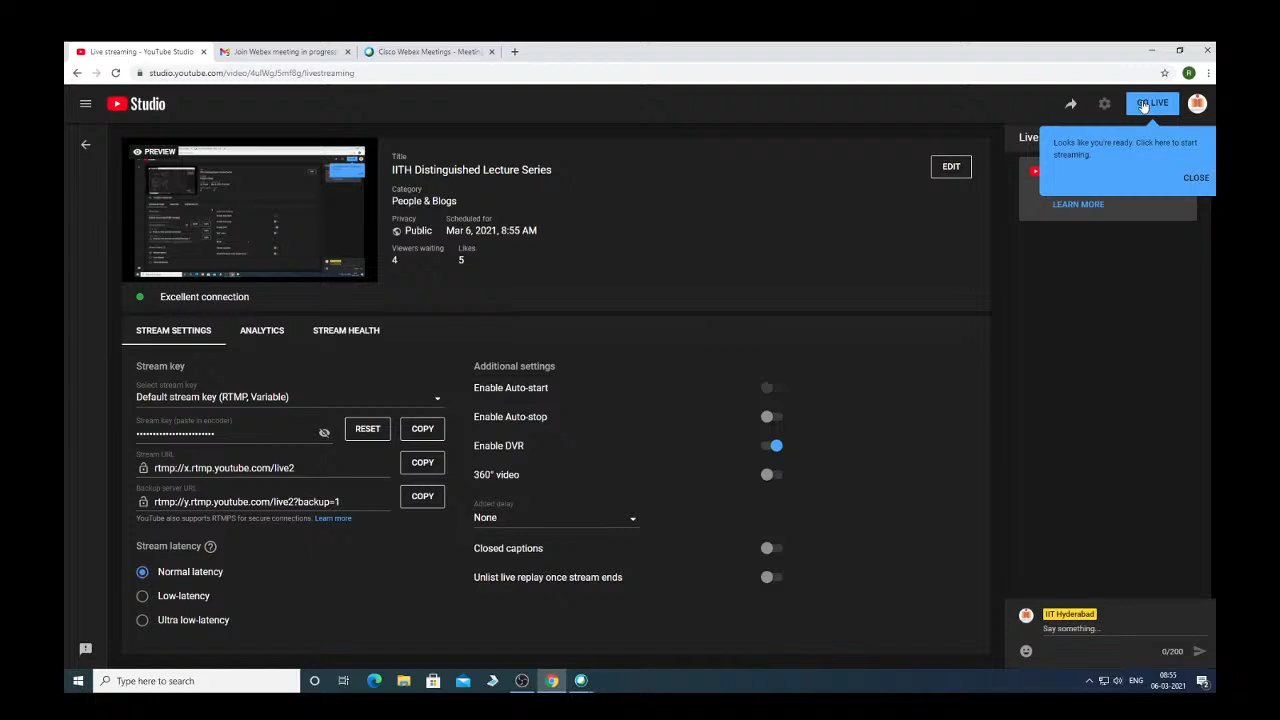 Live streaming - YouTube Studio
Join Webex meeting in progres
Cisco Webex Meetings - Meetin
studio.youtube.com/video/4ulWgJ5mf8g/livestreaming
R
Studio
GO LIVE
Looks like you're ready. Click here to start
streaming.
CLOSE
Live
LEARN MORE
PREVIEW
Title
IITH Distinguished Lecture Series
EDIT
Category
People & Blogs
Privacy
Scheduled for
Public
Mar 6, 2021, 8:55 AM
Viewers waiting
Likes
4
5
Excellent connection
STREAM SETTINGS
ANALYTICS
STREAM HEALTH
Stream key
Select stream key
Default stream key (RTMP, Variable)
Stream key (paste in encoder)
••••••••••••••••••••••••
RESET
COPY
Stream URL
rtmp://x.rtmp.youtube.com/live2
COPY
Backup server URL
rtmp://y.rtmp.youtube.com/live2?backup=1
COPY
YouTube also supports RTMPS for secure connections. Learn more
Stream latency
Normal latency
Low-latency
Ultra low-latency
Additional settings
Enable Auto-start
Enable Auto-stop
Enable DVR
360° video
Added delay
None
Closed captions
Unlist live replay once stream ends
IIT Hyderabad
Say something...
0/200
Type here to search
ENG
08:55
06-03-2021
2